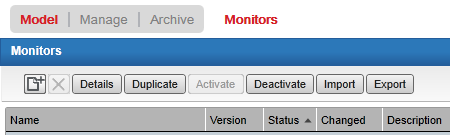 Model | Manage | Archive Monitors
Monitors
Details Duplicate Activate Deactivate Import Export
Name Version Status Changed Description